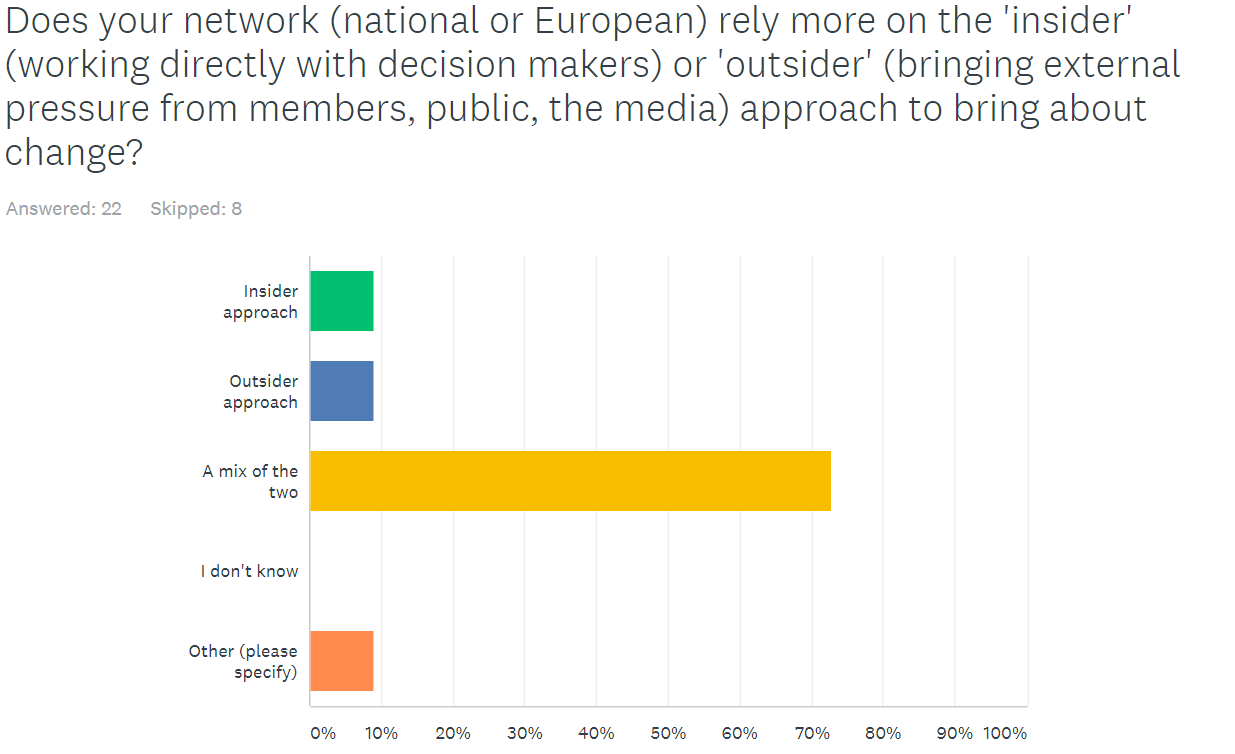 Does your network (national or European) rely more on the 'insider'
(working directly with decision makers) or 'outsider' (bringing external
pressure from members, public, the media) approach to bring about
change?
Answered: 22 Skipped: 8
Insider
approach
Outsider
approach
A mix of the
two
I don't know
Other (please
specify)
0% 10% 20% 30% 40% 50% 60% 70% 80% 90% 100%